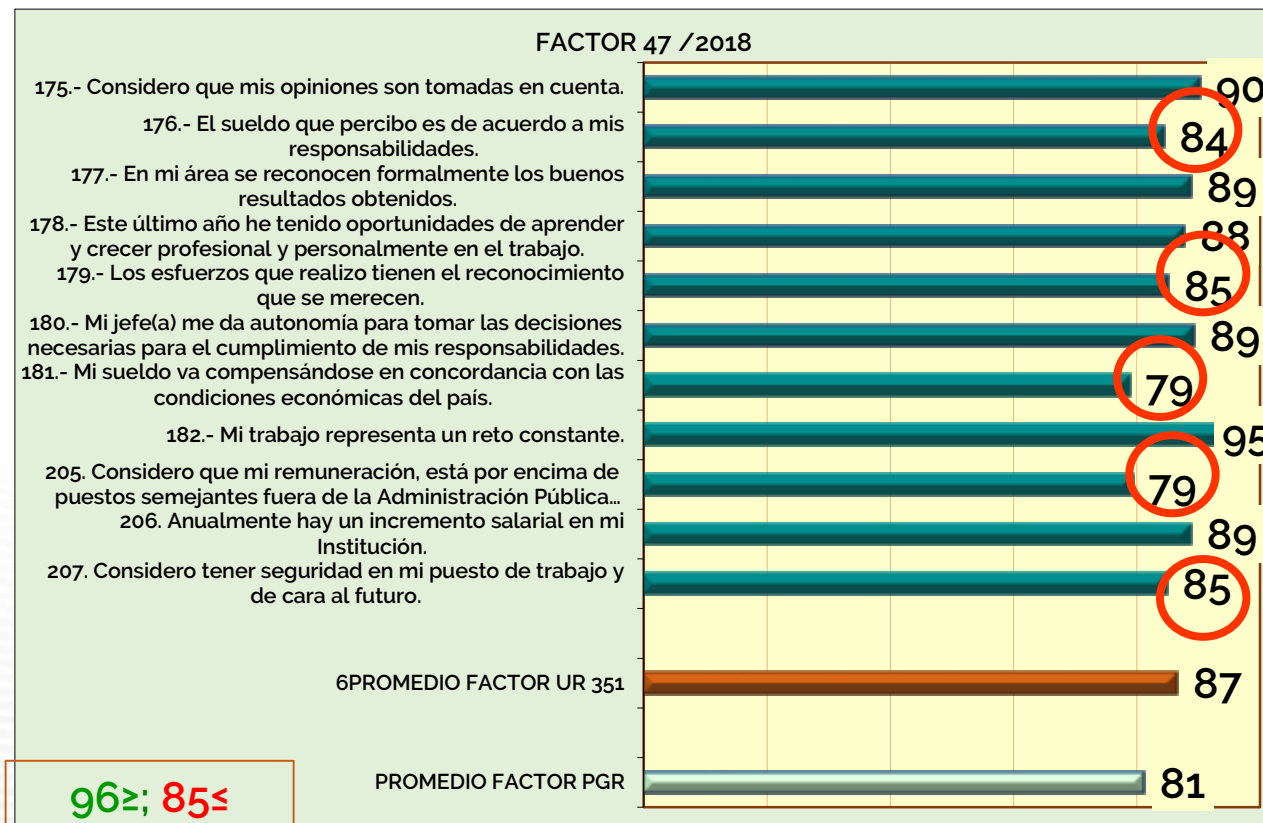 FACTOR 47 /2018
175.- Considero que mis opiniones son tomadas en cuenta.
90
176.- El sueldo que percibo es de acuerdo a mis
responsabilidades.
84
177.- En mi área se reconocen formalmente los buenos
resultados obtenidos.
89
178.- Este último año he tenido oportunidades de aprender
y crecer profesional y personalmente en el trabajo.
88
179.- Los esfuerzos que realizo tienen el reconocimiento
que se merecen.
85
180.- Mi jefe(a) me da autonomía para tomar las decisiones
necesarias para el cumplimiento de mis responsabilidades.
89
181.- Mi sueldo va compensándose en concordancia con las
condiciones económicas del país.
79
182.- Mi trabajo representa un reto constante.
95
205. Considero que mi remuneración, está por encima de
puestos semejantes fuera de la Administración Pública...
79
206. Anualmente hay un incremento salarial en mi
Institución.
89
207. Considero tener seguridad en mi puesto de trabajo y
de cara al futuro.
85
6PROMEDIO FACTOR UR 351
87
PROMEDIO FACTOR PGR
81
96≥; 85≤